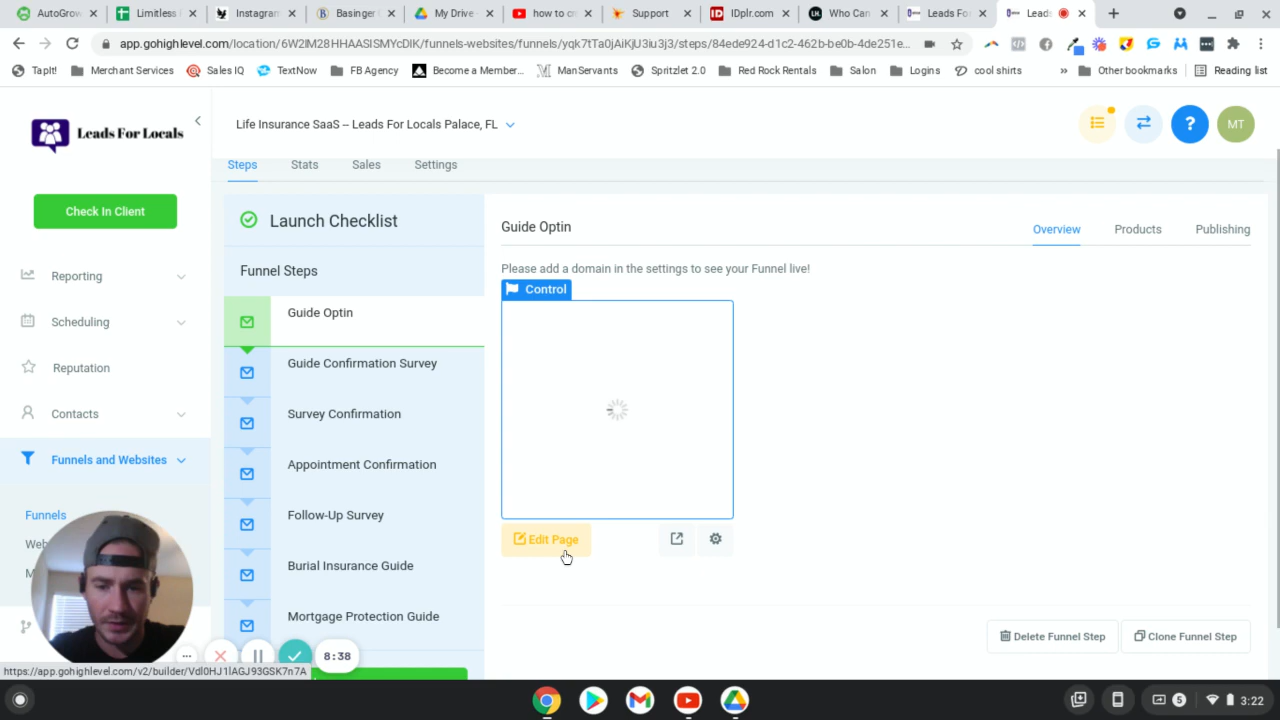 AutoGrow
Limitless
Instagram
Basinger
My Drive
how to c
Support
IDplr.com
Who Can
Leads Fo
Leads
app.gohighlevel.com/location/6W2IM28HHAASISMYcDIK/funnels-websites/funnels/yqk7tTa0jAiKjU3iu3j3/steps/84ede924-d1c2-462b-be0b-4de251e...
TapIt!
Merchant Services
Sales IQ
TextNow
FB Agency
Become a Member...
ManServants
Spritzlet 2.0
Red Rock Rentals
Salon
Logins
cool shirts
»
Other bookmarks
Reading list
Leads For Locals
Life Insurance SaaS – Leads For Locals Palace, FL
?
MT
Steps
Stats
Sales
Settings
Check In Client
Launch Checklist
Guide Optin
Overview
Products
Publishing
Reporting
Funnel Steps
Please add a domain in the settings to see your Funnel live!
Control
Scheduling
Guide Optin
Reputation
Guide Confirmation Survey
Contacts
Survey Confirmation
Funnels and Websites
Appointment Confirmation
Funnels
Follow-Up Survey
Edit Page
Web
M
Burial Insurance Guide
Mortgage Protection Guide
Delete Funnel Step
Clone Funnel Step
8:38
https://app.gohighlevel.com/v2/builder/Vdl0HJ1lAGJ93GSK7n7A
5
3:22